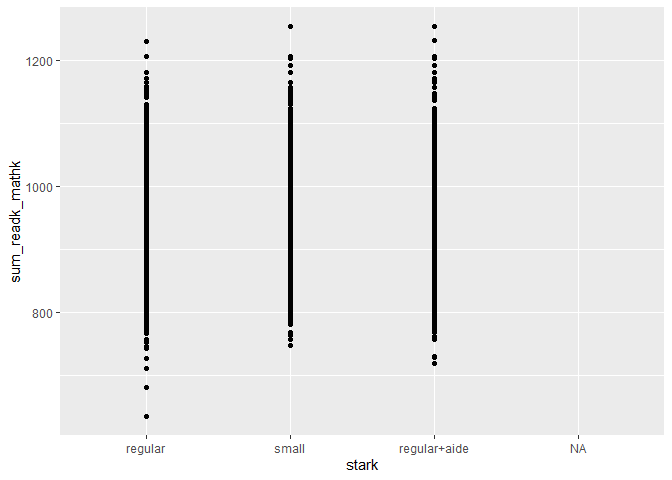 1200
1000
800
sum_readk_mathk
regular
small
regular+aide
NA
stark